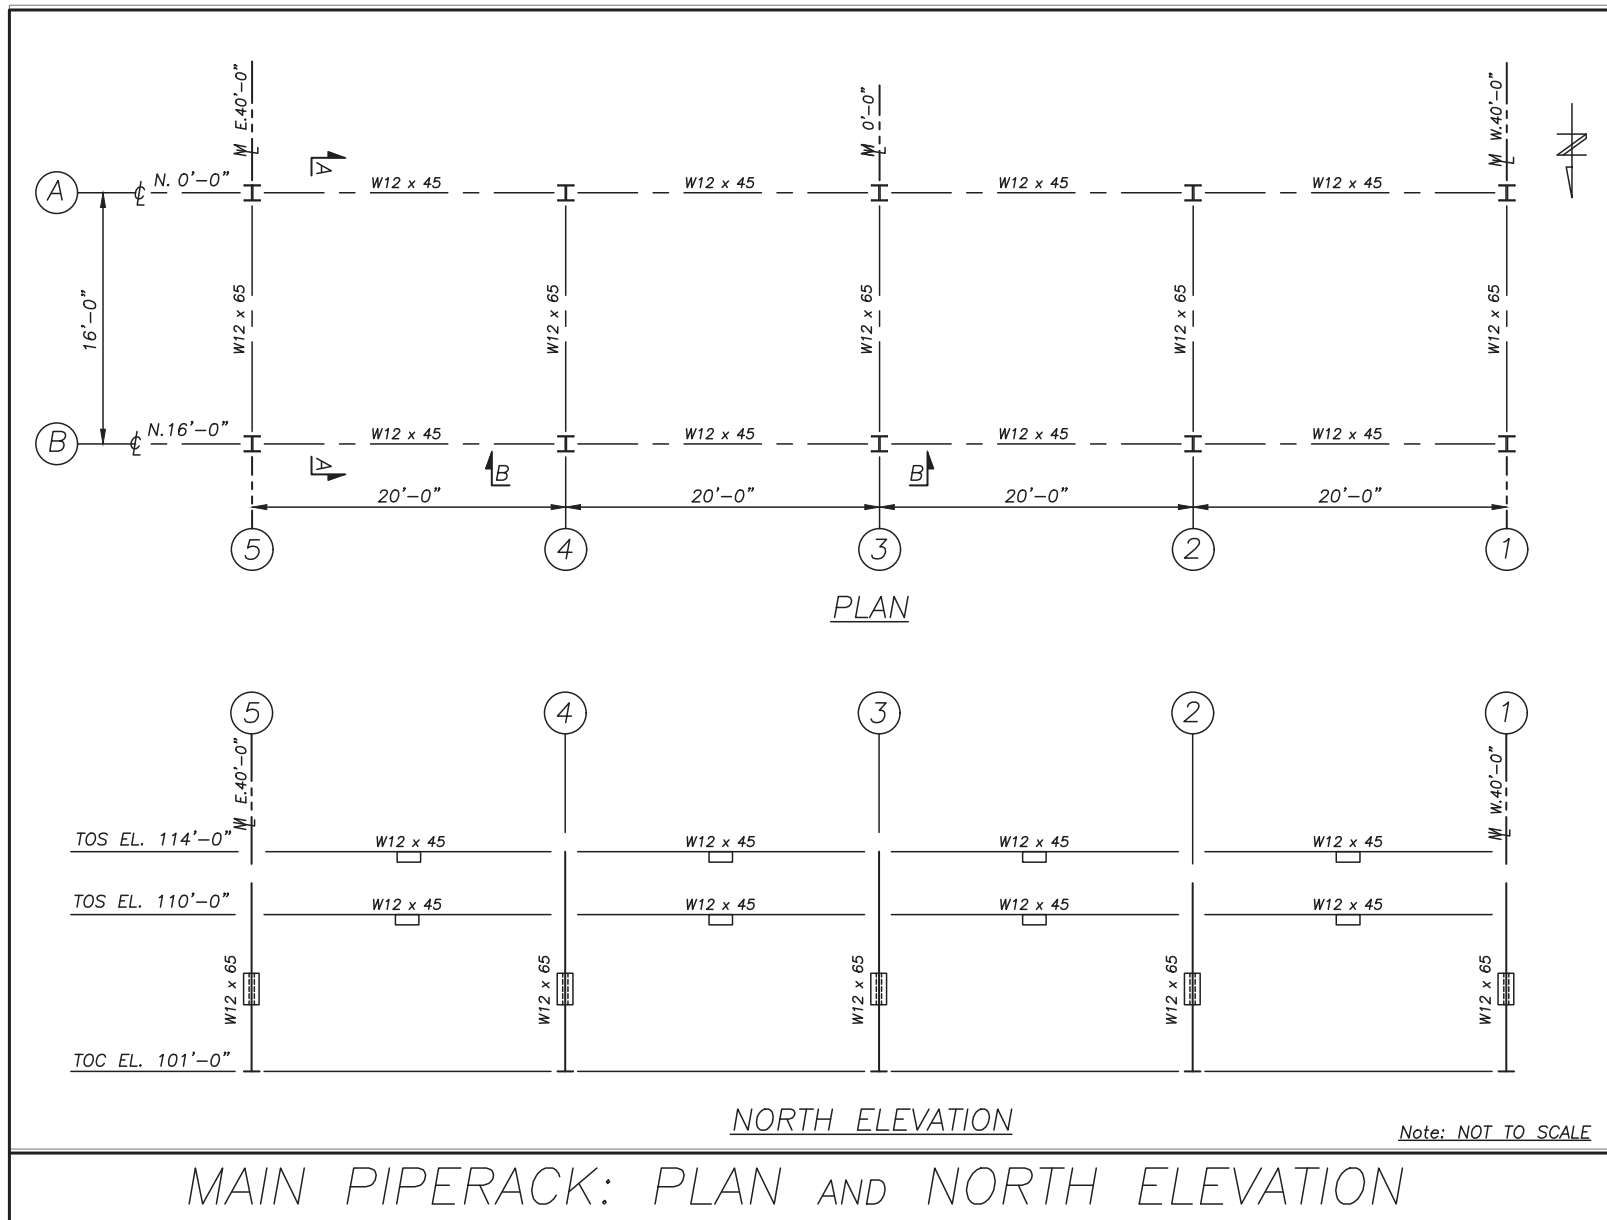 M E.40'-0"
M 0'-0"
M W.40'-0"
N
A
A ℄ N. 0'-0" W12 x 45 W12 x 45 W12 x 45 W12 x 45
16'-0" W12 x 65 W12 x 65 W12 x 65 W12 x 65 W12 x 65
B ℄ N.16'-0" W12 x 45 W12 x 45 W12 x 45 W12 x 45
A B B
20'-0" 20'-0" 20'-0" 20'-0"
5 4 3 2 1
PLAN
5 4 3 2 1
M E.40'-0" M W.40'-0"
TOS EL. 114'-0" W12 x 45 W12 x 45 W12 x 45 W12 x 45
TOS EL. 110'-0" W12 x 45 W12 x 45 W12 x 45 W12 x 45
W12 x 65 W12 x 65 W12 x 65 W12 x 65 W12 x 65
TOC EL. 101'-0"
NORTH ELEVATION
Note: NOT TO SCALE
MAIN PIPERACK: PLAN AND NORTH ELEVATION